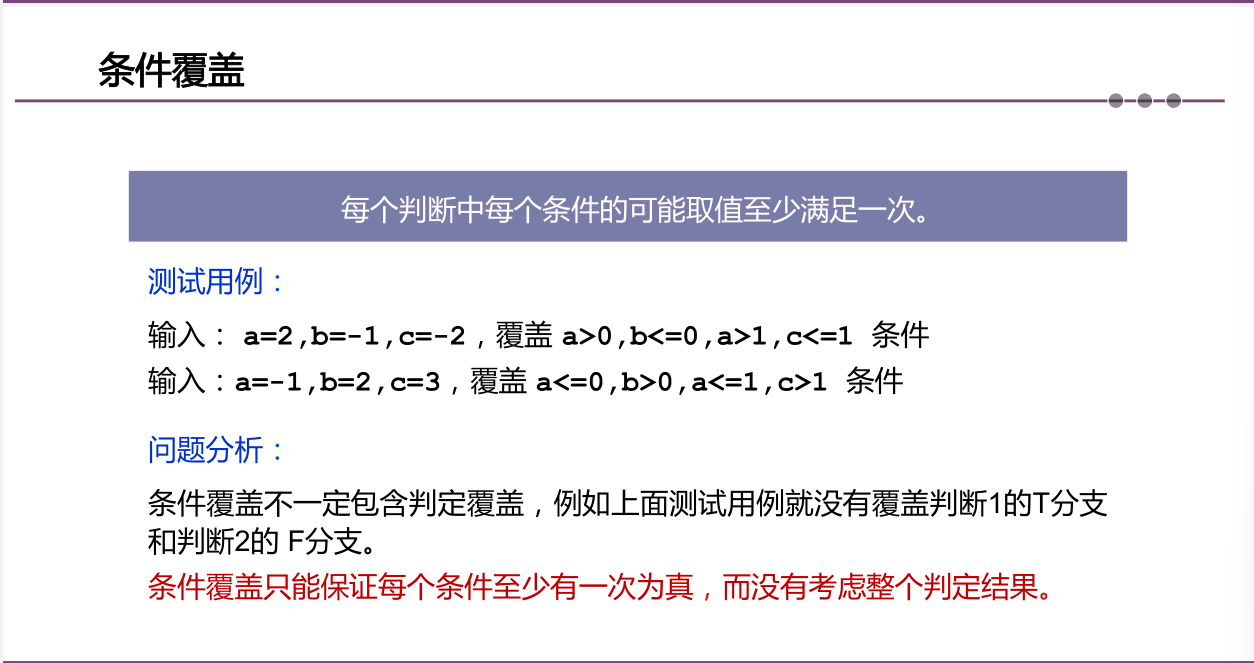 条件覆盖
每个判断中每个条件的可能取值至少满足一次。
测试用例：
输入： a=2,b=-1,c=-2，覆盖 a>0,b<=0,a>1,c<=1 条件
输入：a=-1,b=2,c=3，覆盖 a<=0,b>0,a<=1,c>1 条件
问题分析：
条件覆盖不一定包含判定覆盖，例如上面测试用例就没有覆盖判断1的T分支
和判断2的 F分支。
条件覆盖只能保证每个条件至少有一次为真，而没有考虑整个判定结果。